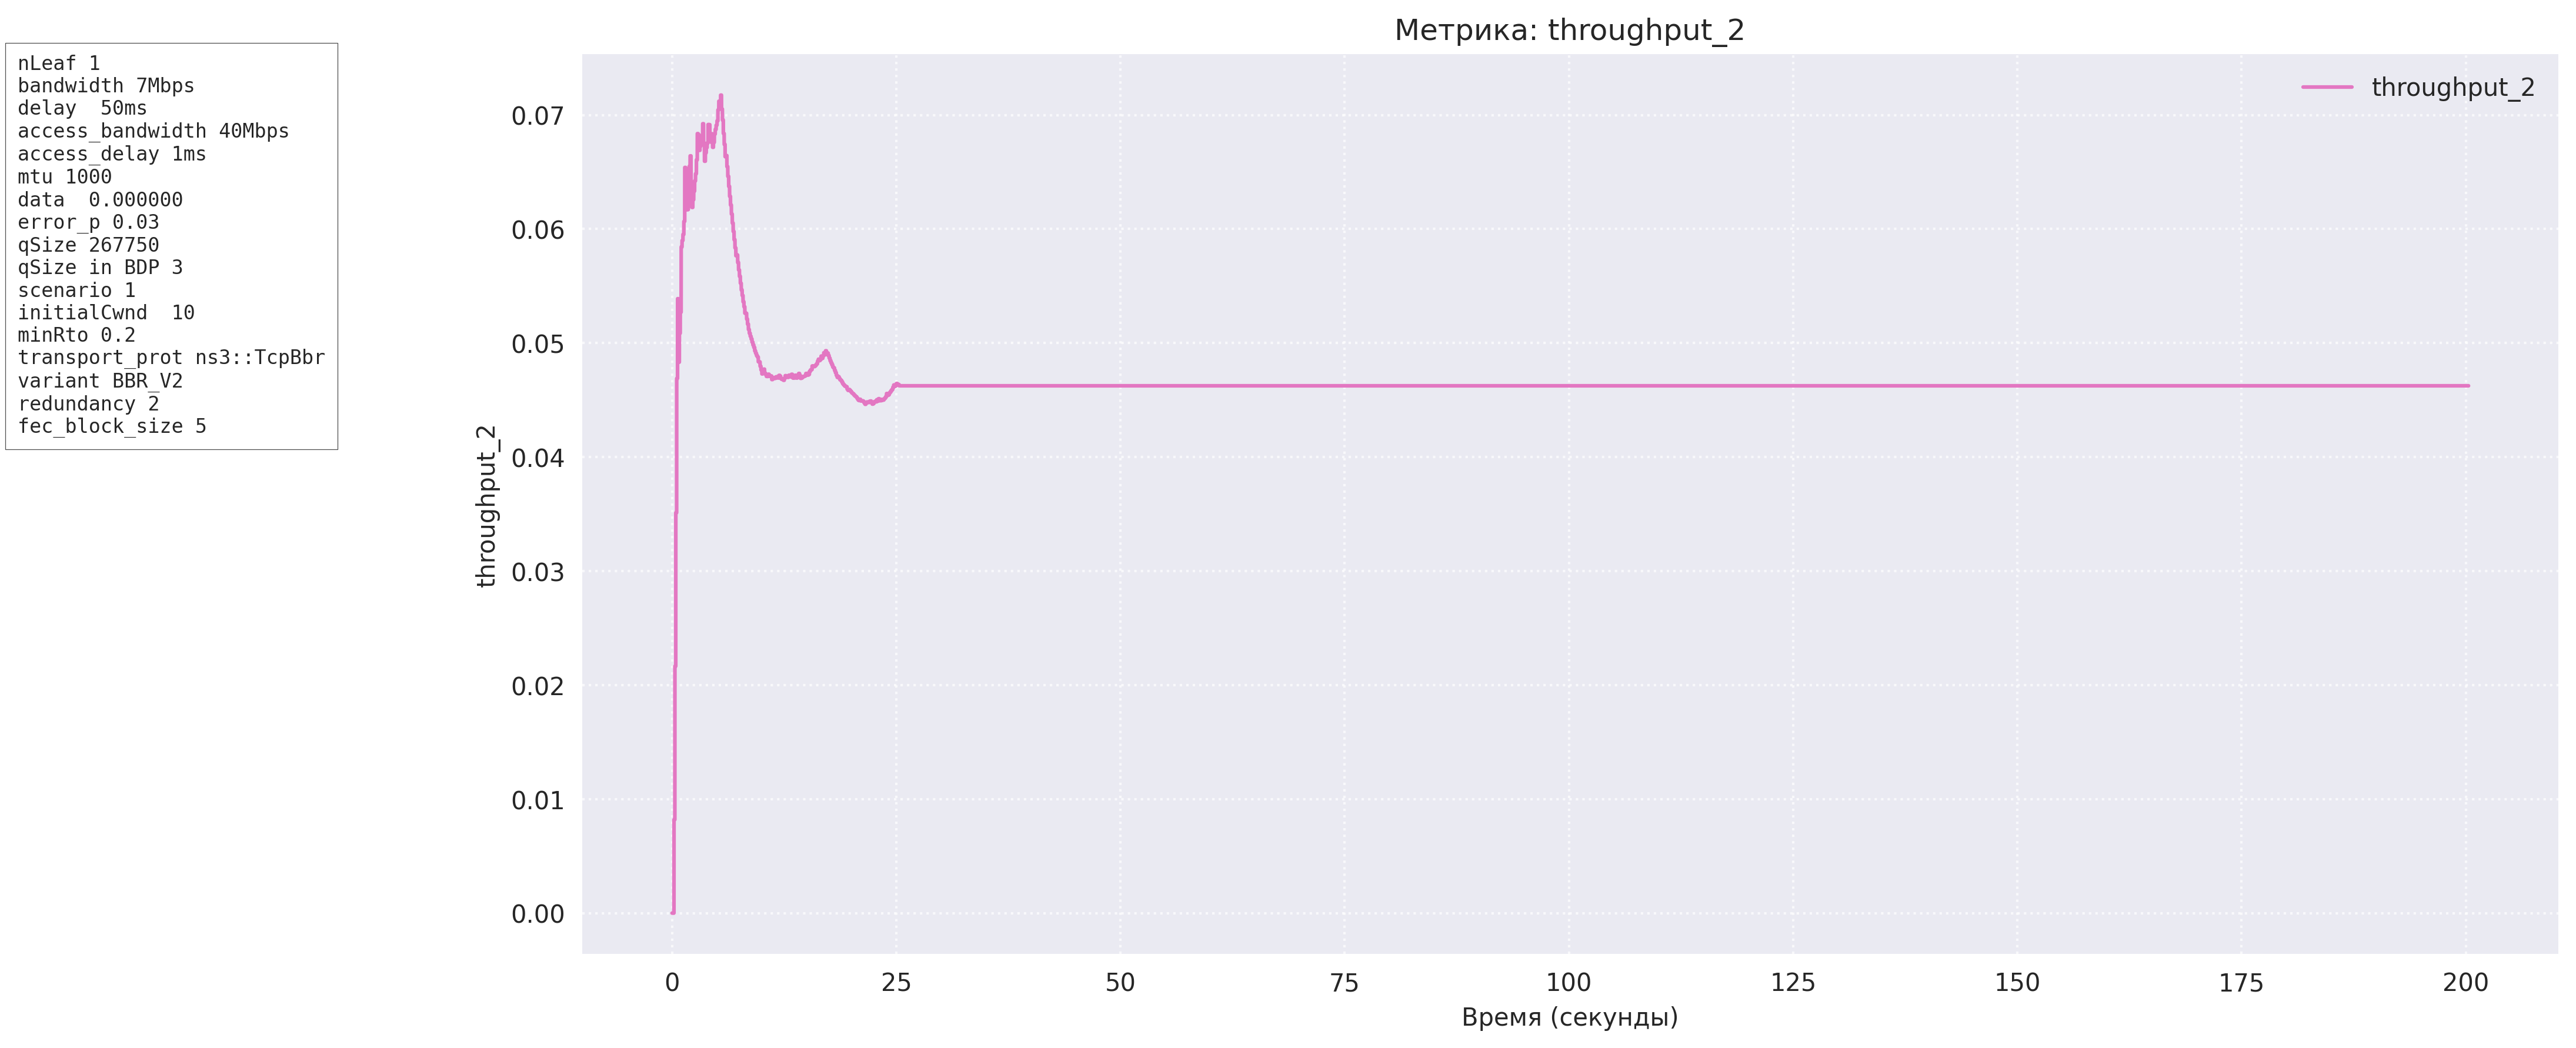 Метрика: throughput_2
nLeaf 1
bandwidth 7Mbps
delay  50ms
access_bandwidth 40Mbps
access_delay 1ms
mtu 1000
data  0.000000
error_p 0.03
qSize 267750
qSize in BDP 3
scenario 1
initialCwnd  10
minRto 0.2
transport_prot ns3::TcpBbr
variant BBR_V2
redundancy 2
fec_block_size 5
throughput_2
throughput_2
0.07
0.06
0.05
0.04
0.03
0.02
0.01
0.00
0 25 50 75 100 125 150 175 200
Время (секунды)